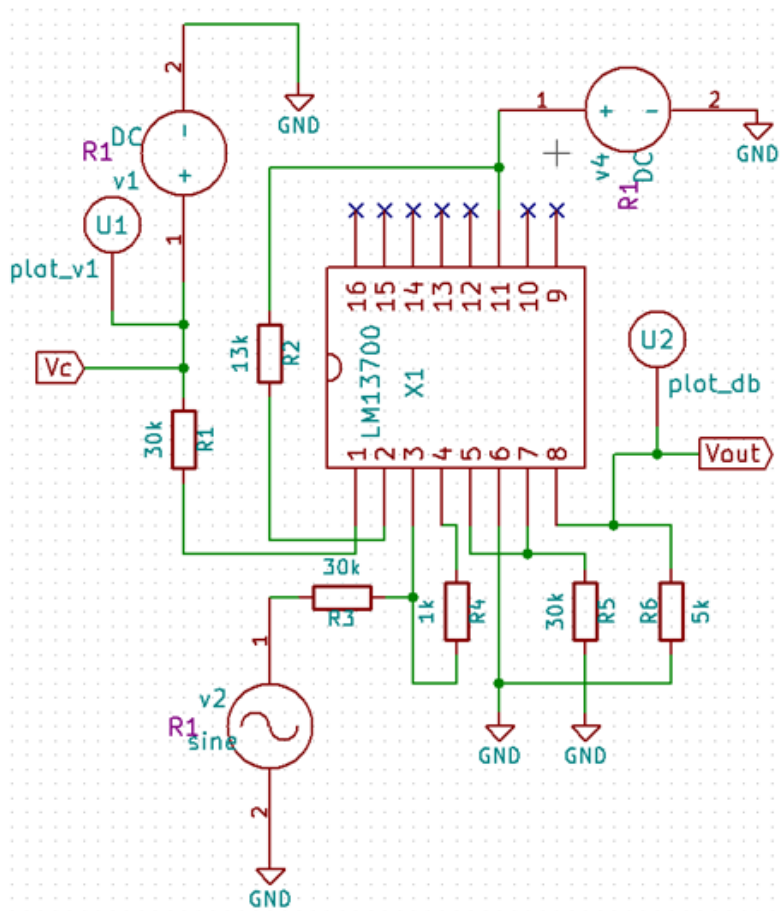 2
GND
R1
DC
v1
1
U1
plot_v1
Vc
30k
R1
1
2
GND
v4
DC
R1
16
15
14
13
12
11
10
9
13k
R2
LM13700
X1
U2
plot_db
Vout
1
2
3
4
5
6
7
8
30k
R3
1k
R4
30k
R5
R6
5k
1
v2
R1
sine
2
GND
GND
GND